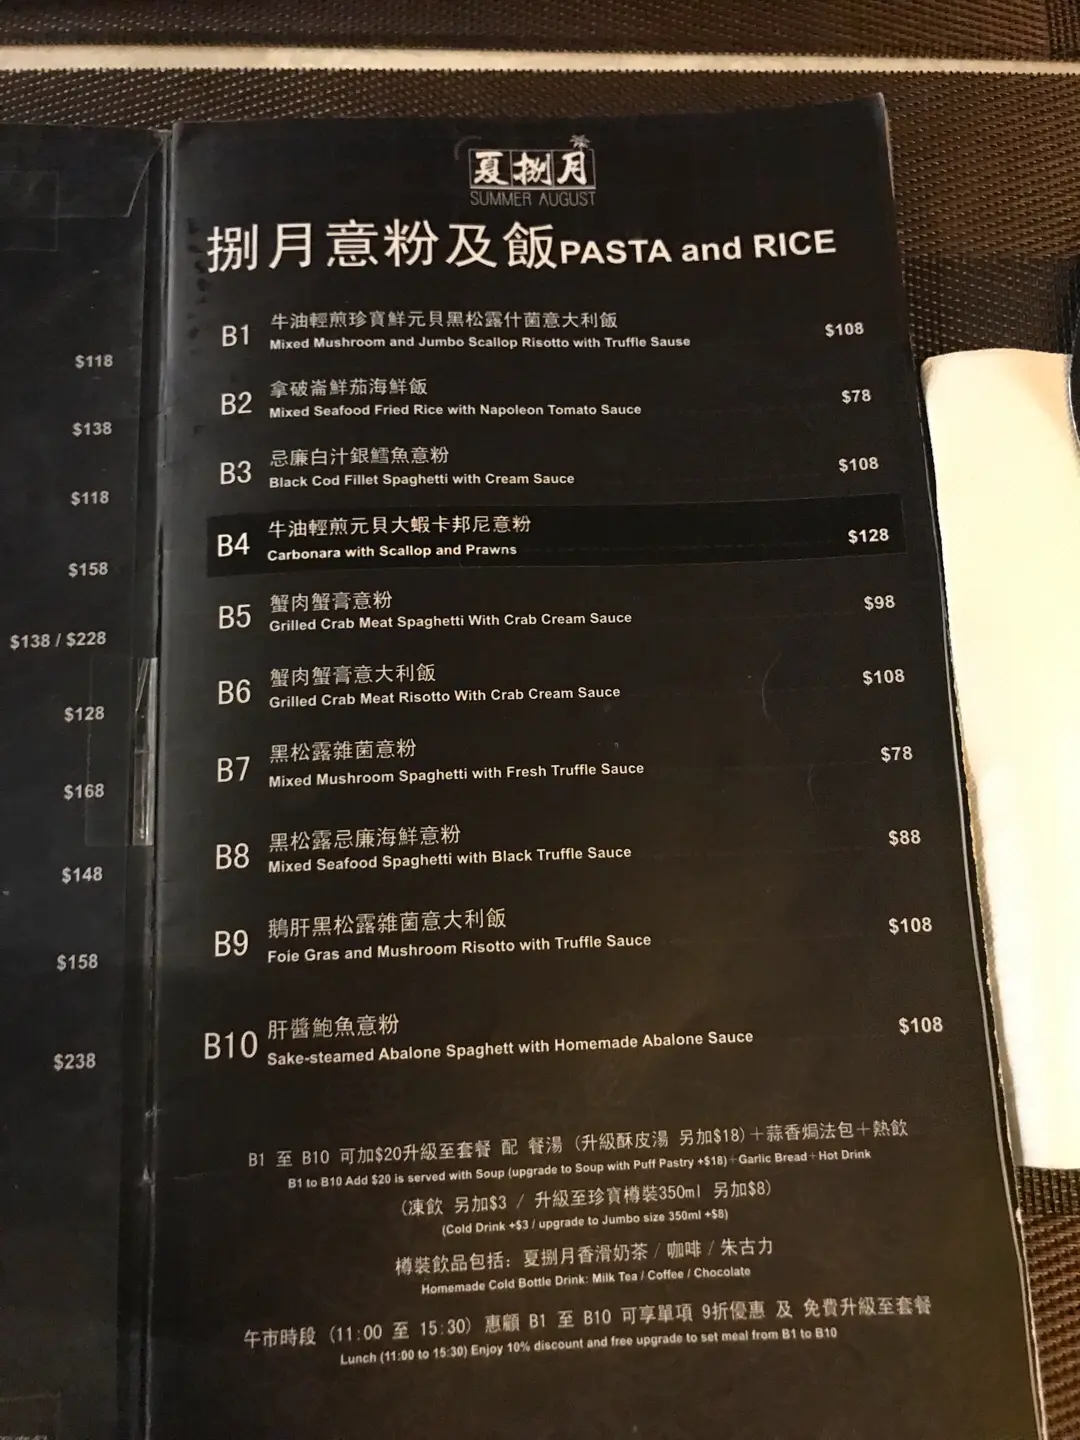 夏捌月
SUMMER AUGUST
捌月意粉及飯PASTA and RICE
B1 牛油輕煎珍寶鮮元貝黑松露什菌意大利飯 $108
Mixed Mushroom and Jumbo Scallop Risotto with Truffle Sause
B2 拿破崙鮮茄海鮮飯 $78
Mixed Seafood Fried Rice with Napoleon Tomato Sauce
B3 忌廉白汁銀鱈魚意粉 $108
Black Cod Fillet Spaghetti with Cream Sauce
B4 牛油輕煎元貝大蝦卡邦尼意粉 $128
Carbonara with Scallop and Prawns
B5 蟹肉蟹膏意粉 $98
Grilled Crab Meat Spaghetti With Crab Cream Sauce
B6 蟹肉蟹膏意大利飯 $108
Grilled Crab Meat Risotto With Crab Cream Sauce
B7 黑松露雜菌意粉 $78
Mixed Mushroom Spaghetti with Fresh Truffle Sauce
B8 黑松露忌廉海鮮意粉 $88
Mixed Seafood Spaghetti with Black Truffle Sauce
B9 鵝肝黑松露雜菌意大利飯 $108
Foie Gras and Mushroom Risotto with Truffle Sauce
B10 肝醬鮑魚意粉 $108
Sake-steamed Abalone Spaghett with Homemade Abalone Sauce
B1 至 B10 可加$20升級至套餐 配 餐湯 (升級酥皮湯 另加$18)＋蒜香焗法包＋熱飲
B1 to B10 Add $20 is served with Soup (upgrade to Soup with Puff Pastry +$18)+Garlic Bread+Hot Drink
(凍飲 另加$3 / 升級至珍寶樽裝350ml 另加$8)
(Cold Drink +$3 / upgrade to Jumbo size 350ml +$8)
樽裝飲品包括: 夏捌月香滑奶茶 / 咖啡 / 朱古力
Homemade Cold Bottle Drink: Milk Tea / Coffee / Chocolate
午市時段 (11:00 至 15:30) 惠顧 B1 至 B10 可享單項 9折優惠 及 免費升級至套餐
Lunch (11:00 to 15:30) Enjoy 10% discount and free upgrade to set meal from B1 to B10
$118
$138
$118
$158
$138 / $228
$128
$168
$148
$158
$238